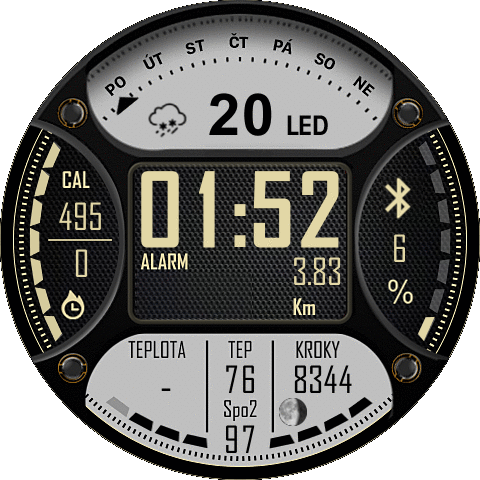 PO ÚT ST ČT PÁ SO NE
20 LED
CAL
495
0
01:52
ALARM
3.83
Km
6
%
TEPLOTA
-
TEP
76
Spo2
97
KROKY
8344